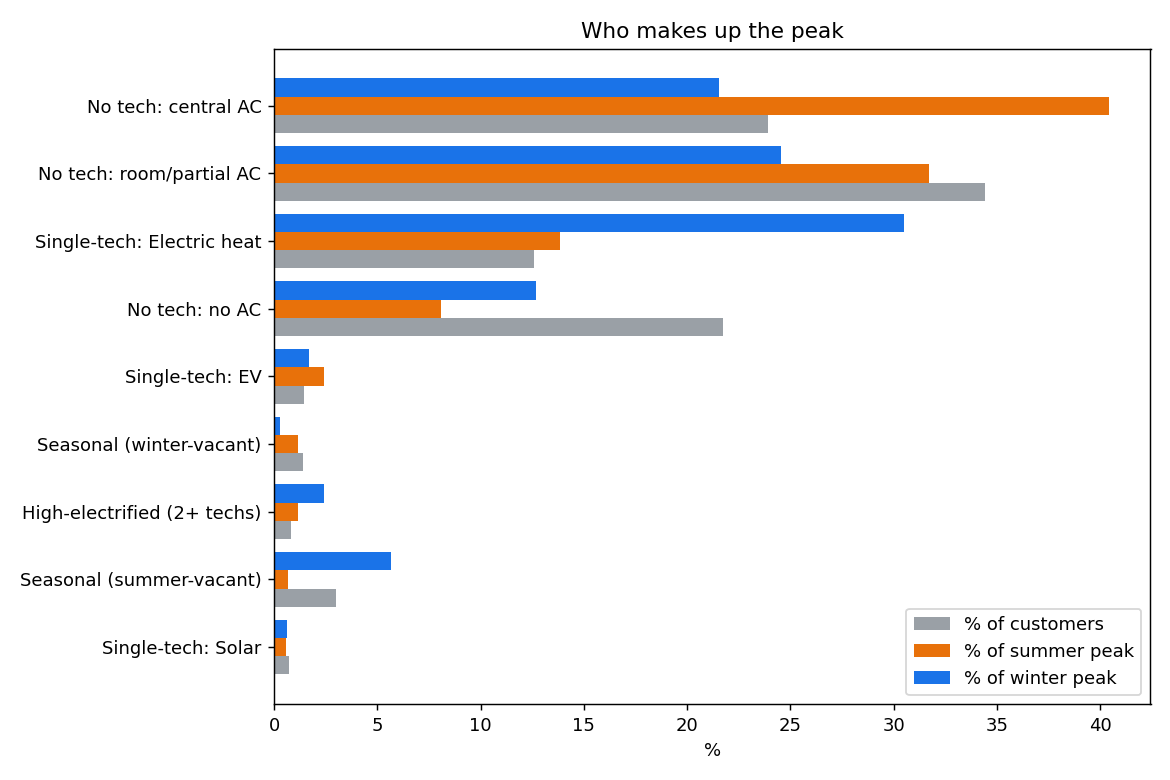 Who makes up the peak
No tech: central AC
No tech: room/partial AC
Single-tech: Electric heat
No tech: no AC
Single-tech: EV
Seasonal (winter-vacant)
High-electrified (2+ techs)
Seasonal (summer-vacant)
Single-tech: Solar
% of customers
% of summer peak
% of winter peak
0 5 10 15 20 25 30 35 40
%